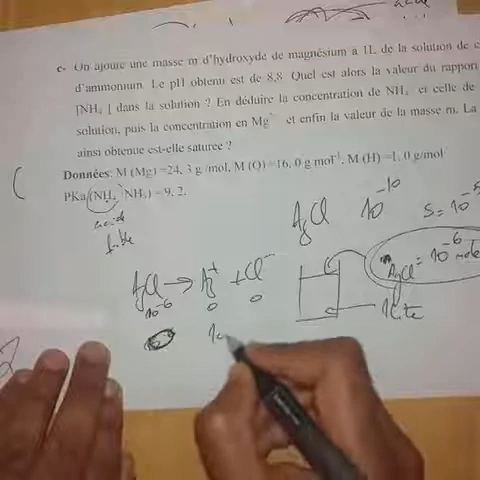 c- On ajoute une masse m d'hydroxyde de magnésium à 1L de la solution de c
d'ammonium. Le pH obtenu est de 8,8. Quel est alors la valeur du rapport
[NH₄ ] dans la solution ? En déduire la concentration de NH₄ et celle de
solution, puis la concentration en Mg et enfin la valeur de la masse m. La
ainsi obtenue est-elle saturée ?
Données: M (Mg) =24, 3 g /mol, M (O) =16, 0 g mol⁻¹, M (H) =1, 0 g/mol
PKa (NH₄⁺ NH₃) = 9, 2.
acide
faible
AgCl 10⁻¹⁰ S = 10⁻⁵
AgCl = 10⁻⁶ mole
AgCl → Ag⁺ + Cl⁻
10⁻⁶ 0 0
1 Litre